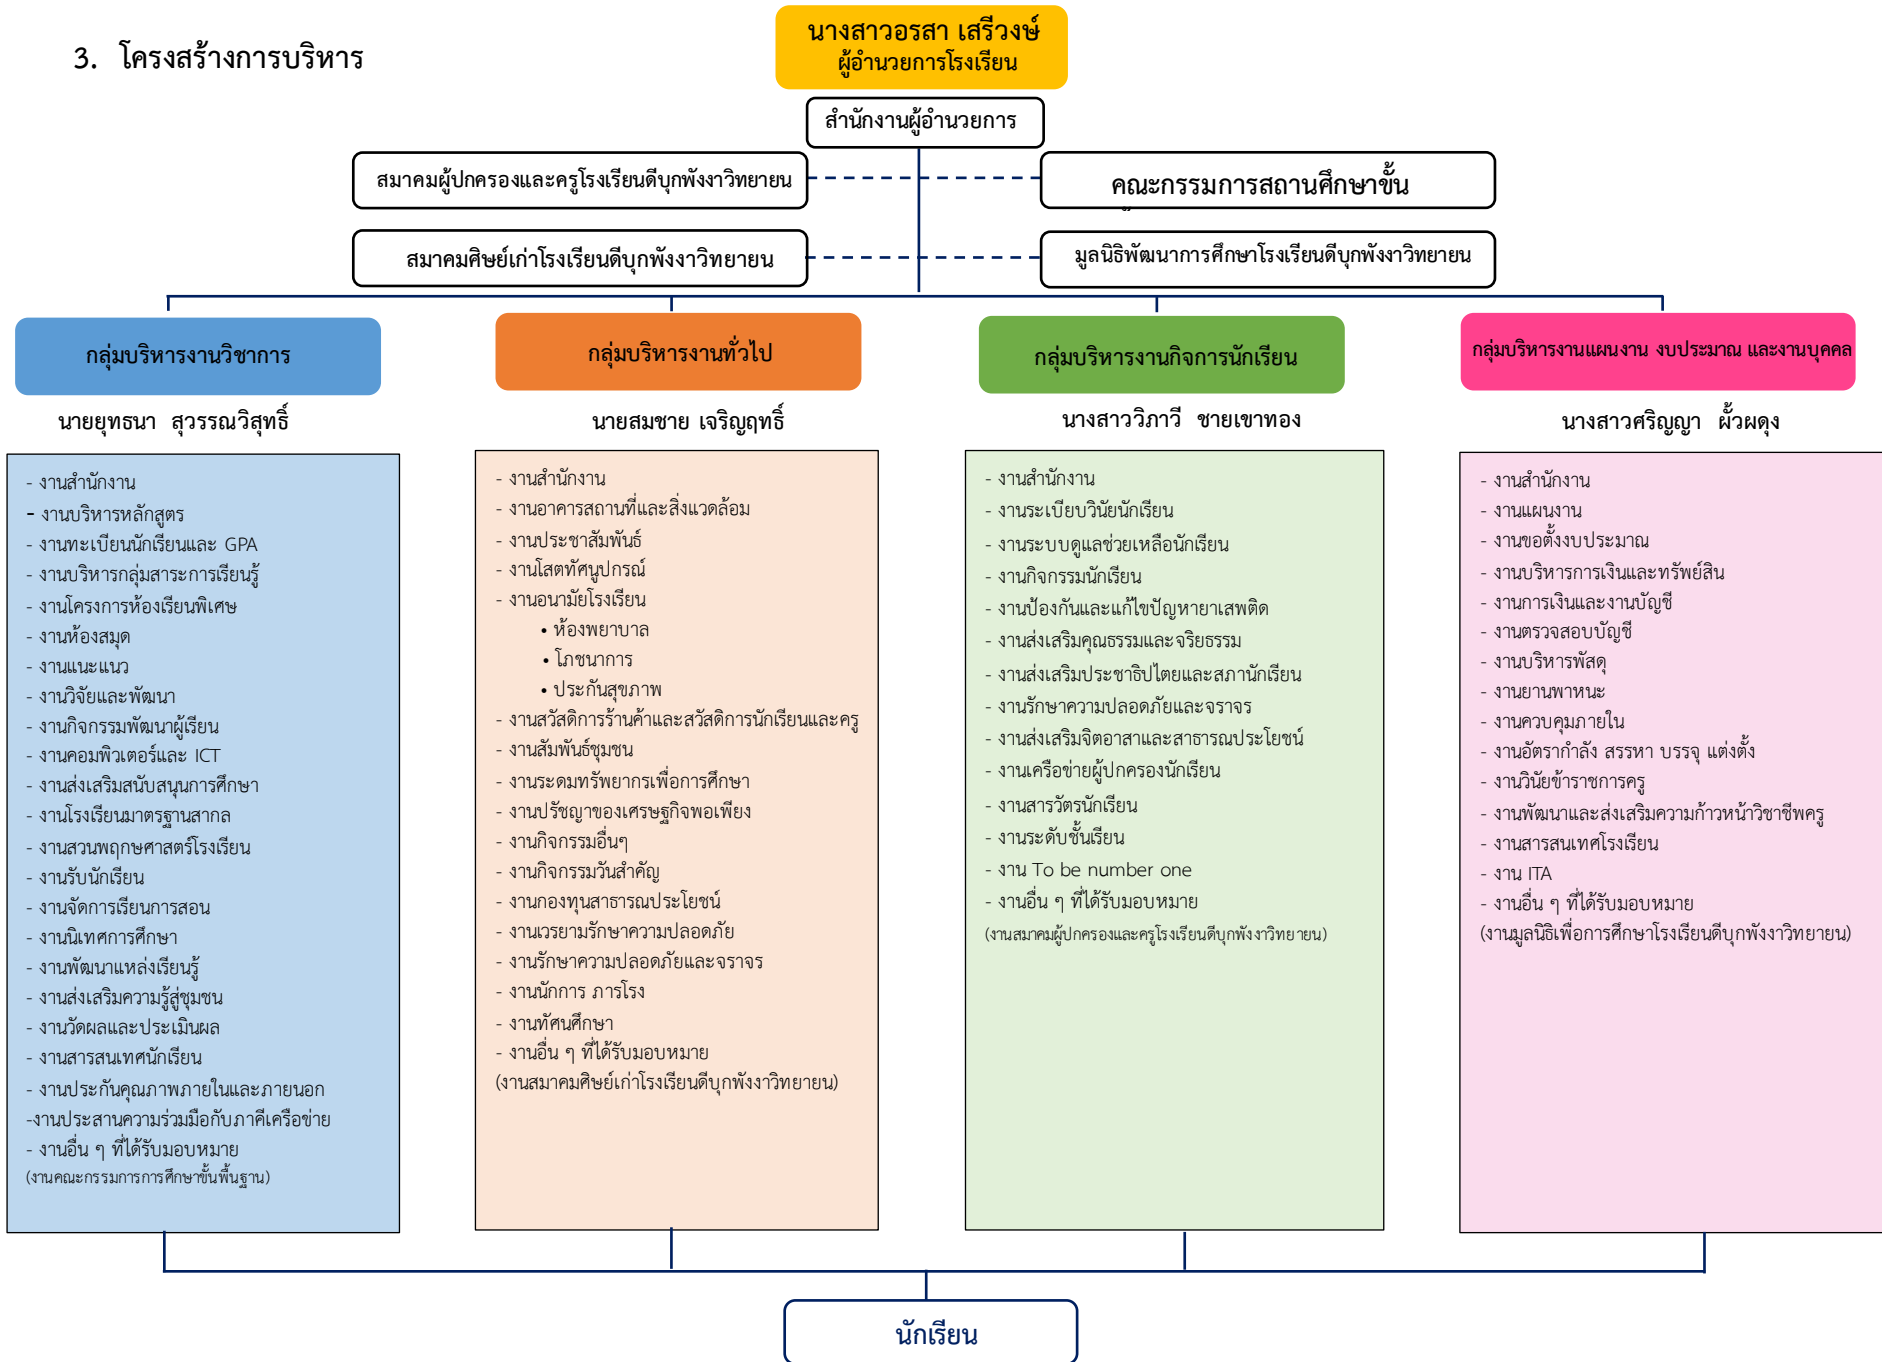 3. โครงสร้างการบริหาร
นางสาวอรสา เสรีวงษ์
ผู้อำนวยการโรงเรียน
สำนักงานผู้อำนวยการ
สมาคมผู้ปกครองและครูโรงเรียนดีบุกพังงาวิทยายน
คณะกรรมการสถานศึกษาขั้น
สมาคมศิษย์เก่าโรงเรียนดีบุกพังงาวิทยายน
มูลนิธิพัฒนาการศึกษาโรงเรียนดีบุกพังงาวิทยายน
กลุ่มบริหารงานวิชาการ
นายยุทธนา สุวรรณวิสุทธิ์
- งานสำนักงาน
- งานบริหารหลักสูตร
- งานทะเบียนนักเรียนและ GPA
- งานบริหารกลุ่มสาระการเรียนรู้
- งานโครงการห้องเรียนพิเศษ
- งานห้องสมุด
- งานแนะแนว
- งานวิจัยและพัฒนา
- งานกิจกรรมพัฒนาผู้เรียน
- งานคอมพิวเตอร์และ ICT
- งานส่งเสริมสนับสนุนการศึกษา
- งานโรงเรียนมาตรฐานสากล
- งานสวนพฤกษศาสตร์โรงเรียน
- งานรับนักเรียน
- งานจัดการเรียนการสอน
- งานนิเทศการศึกษา
- งานพัฒนาแหล่งเรียนรู้
- งานส่งเสริมความรู้สู่ชุมชน
- งานวัดผลและประเมินผล
- งานสารสนเทศนักเรียน
- งานประกันคุณภาพภายในและภายนอก
-งานประสานความร่วมมือกับภาคีเครือข่าย
- งานอื่น ๆ ที่ได้รับมอบหมาย
(งานคณะกรรมการการศึกษาขั้นพื้นฐาน)
กลุ่มบริหารงานทั่วไป
นายสมชาย เจริญฤทธิ์
- งานสำนักงาน
- งานอาคารสถานที่และสิ่งแวดล้อม
- งานประชาสัมพันธ์
- งานโสตทัศนูปกรณ์
- งานอนามัยโรงเรียน
• ห้องพยาบาล
• โภชนาการ
• ประกันสุขภาพ
- งานสวัสดิการร้านค้าและสวัสดิการนักเรียนและครู
- งานสัมพันธ์ชุมชน
- งานระดมทรัพยากรเพื่อการศึกษา
- งานปรัชญาของเศรษฐกิจพอเพียง
- งานกิจกรรมอื่นๆ
- งานกิจกรรมวันสำคัญ
- งานกองทุนสาธารณประโยชน์
- งานเวรยามรักษาความปลอดภัย
- งานรักษาความปลอดภัยและจราจร
- งานนักการ ภารโรง
- งานทัศนศึกษา
- งานอื่น ๆ ที่ได้รับมอบหมาย
(งานสมาคมศิษย์เก่าโรงเรียนดีบุกพังงาวิทยายน)
กลุ่มบริหารงานกิจการนักเรียน
นางสาววิภาวี ชายเขาทอง
- งานสำนักงาน
- งานระเบียบวินัยนักเรียน
- งานระบบดูแลช่วยเหลือนักเรียน
- งานกิจกรรมนักเรียน
- งานป้องกันและแก้ไขปัญหายาเสพติด
- งานส่งเสริมคุณธรรมและจริยธรรม
- งานส่งเสริมประชาธิปไตยและสภานักเรียน
- งานรักษาความปลอดภัยและจราจร
- งานส่งเสริมจิตอาสาและสาธารณประโยชน์
- งานเครือข่ายผู้ปกครองนักเรียน
- งานสารวัตรนักเรียน
- งานระดับชั้นเรียน
- งาน To be number one
- งานอื่น ๆ ที่ได้รับมอบหมาย
(งานสมาคมผู้ปกครองและครูโรงเรียนดีบุกพังงาวิทยายน)
กลุ่มบริหารงานแผนงาน งบประมาณ และงานบุคคล
นางสาวศริญญา ผั้วผดุง
- งานสำนักงาน
- งานแผนงาน
- งานขอตั้งงบประมาณ
- งานบริหารการเงินและทรัพย์สิน
- งานการเงินและงานบัญชี
- งานตรวจสอบบัญชี
- งานบริหารพัสดุ
- งานยานพาหนะ
- งานควบคุมภายใน
- งานอัตรากำลัง สรรหา บรรจุ แต่งตั้ง
- งานวินัยข้าราชการครู
- งานพัฒนาและส่งเสริมความก้าวหน้าวิชาชีพครู
- งานสารสนเทศโรงเรียน
- งาน ITA
- งานอื่น ๆ ที่ได้รับมอบหมาย
(งานมูลนิธิเพื่อการศึกษาโรงเรียนดีบุกพังงาวิทยายน)
นักเรียน